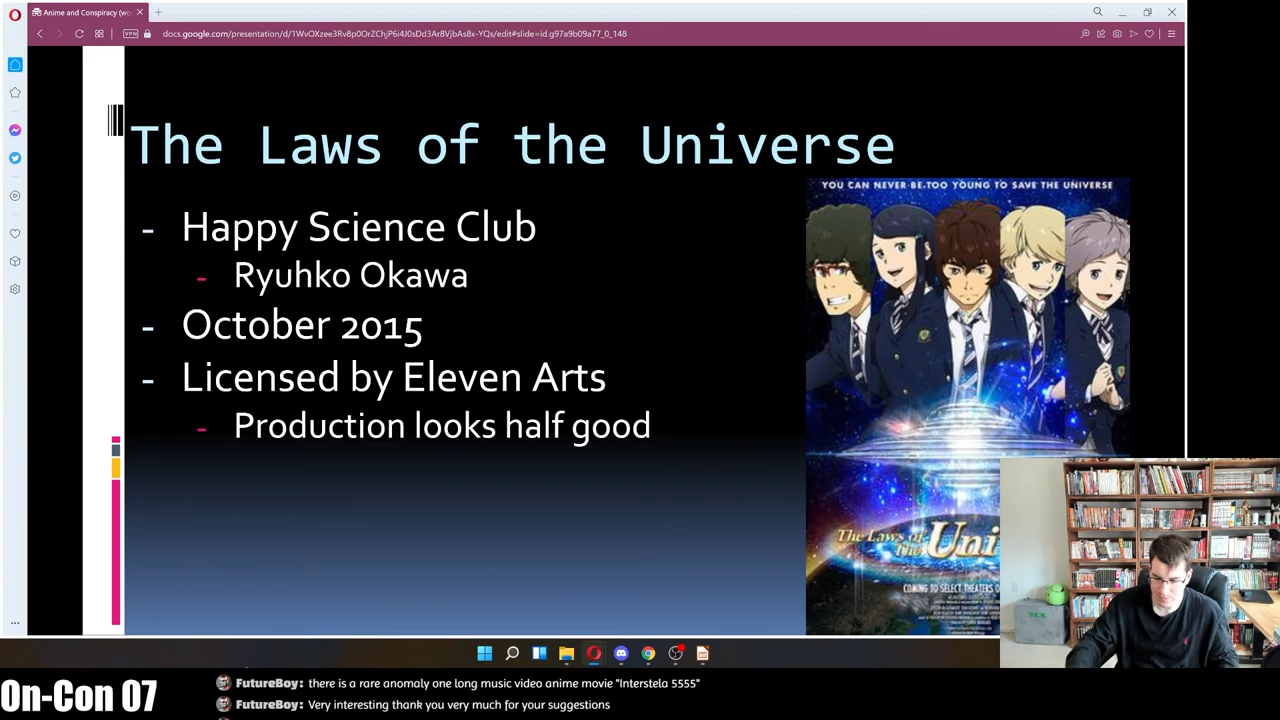 Anime and Conspiracy (wo
VPN
docs.google.com/presentation/d/1WvOXzee3Rv8p0OrZChjP6i4J0sDd3Ar8VjbAs8x-YQs/edit#slide=id.g97a9b09a77_0_148
The Laws of the Universe
YOU CAN NEVER BE TOO YOUNG TO SAVE THE UNIVERSE
- Happy Science Club
- Ryuhko Okawa
- October 2015
- Licensed by Eleven Arts
- Production looks half good
The Laws of
The Uni
COMING TO SELECT THEATERS O
On-Con 07
FutureBoy: there is a rare anomaly one long music video anime movie "Interstela 5555"
FutureBoy: Very interesting thank you very much for your suggestions